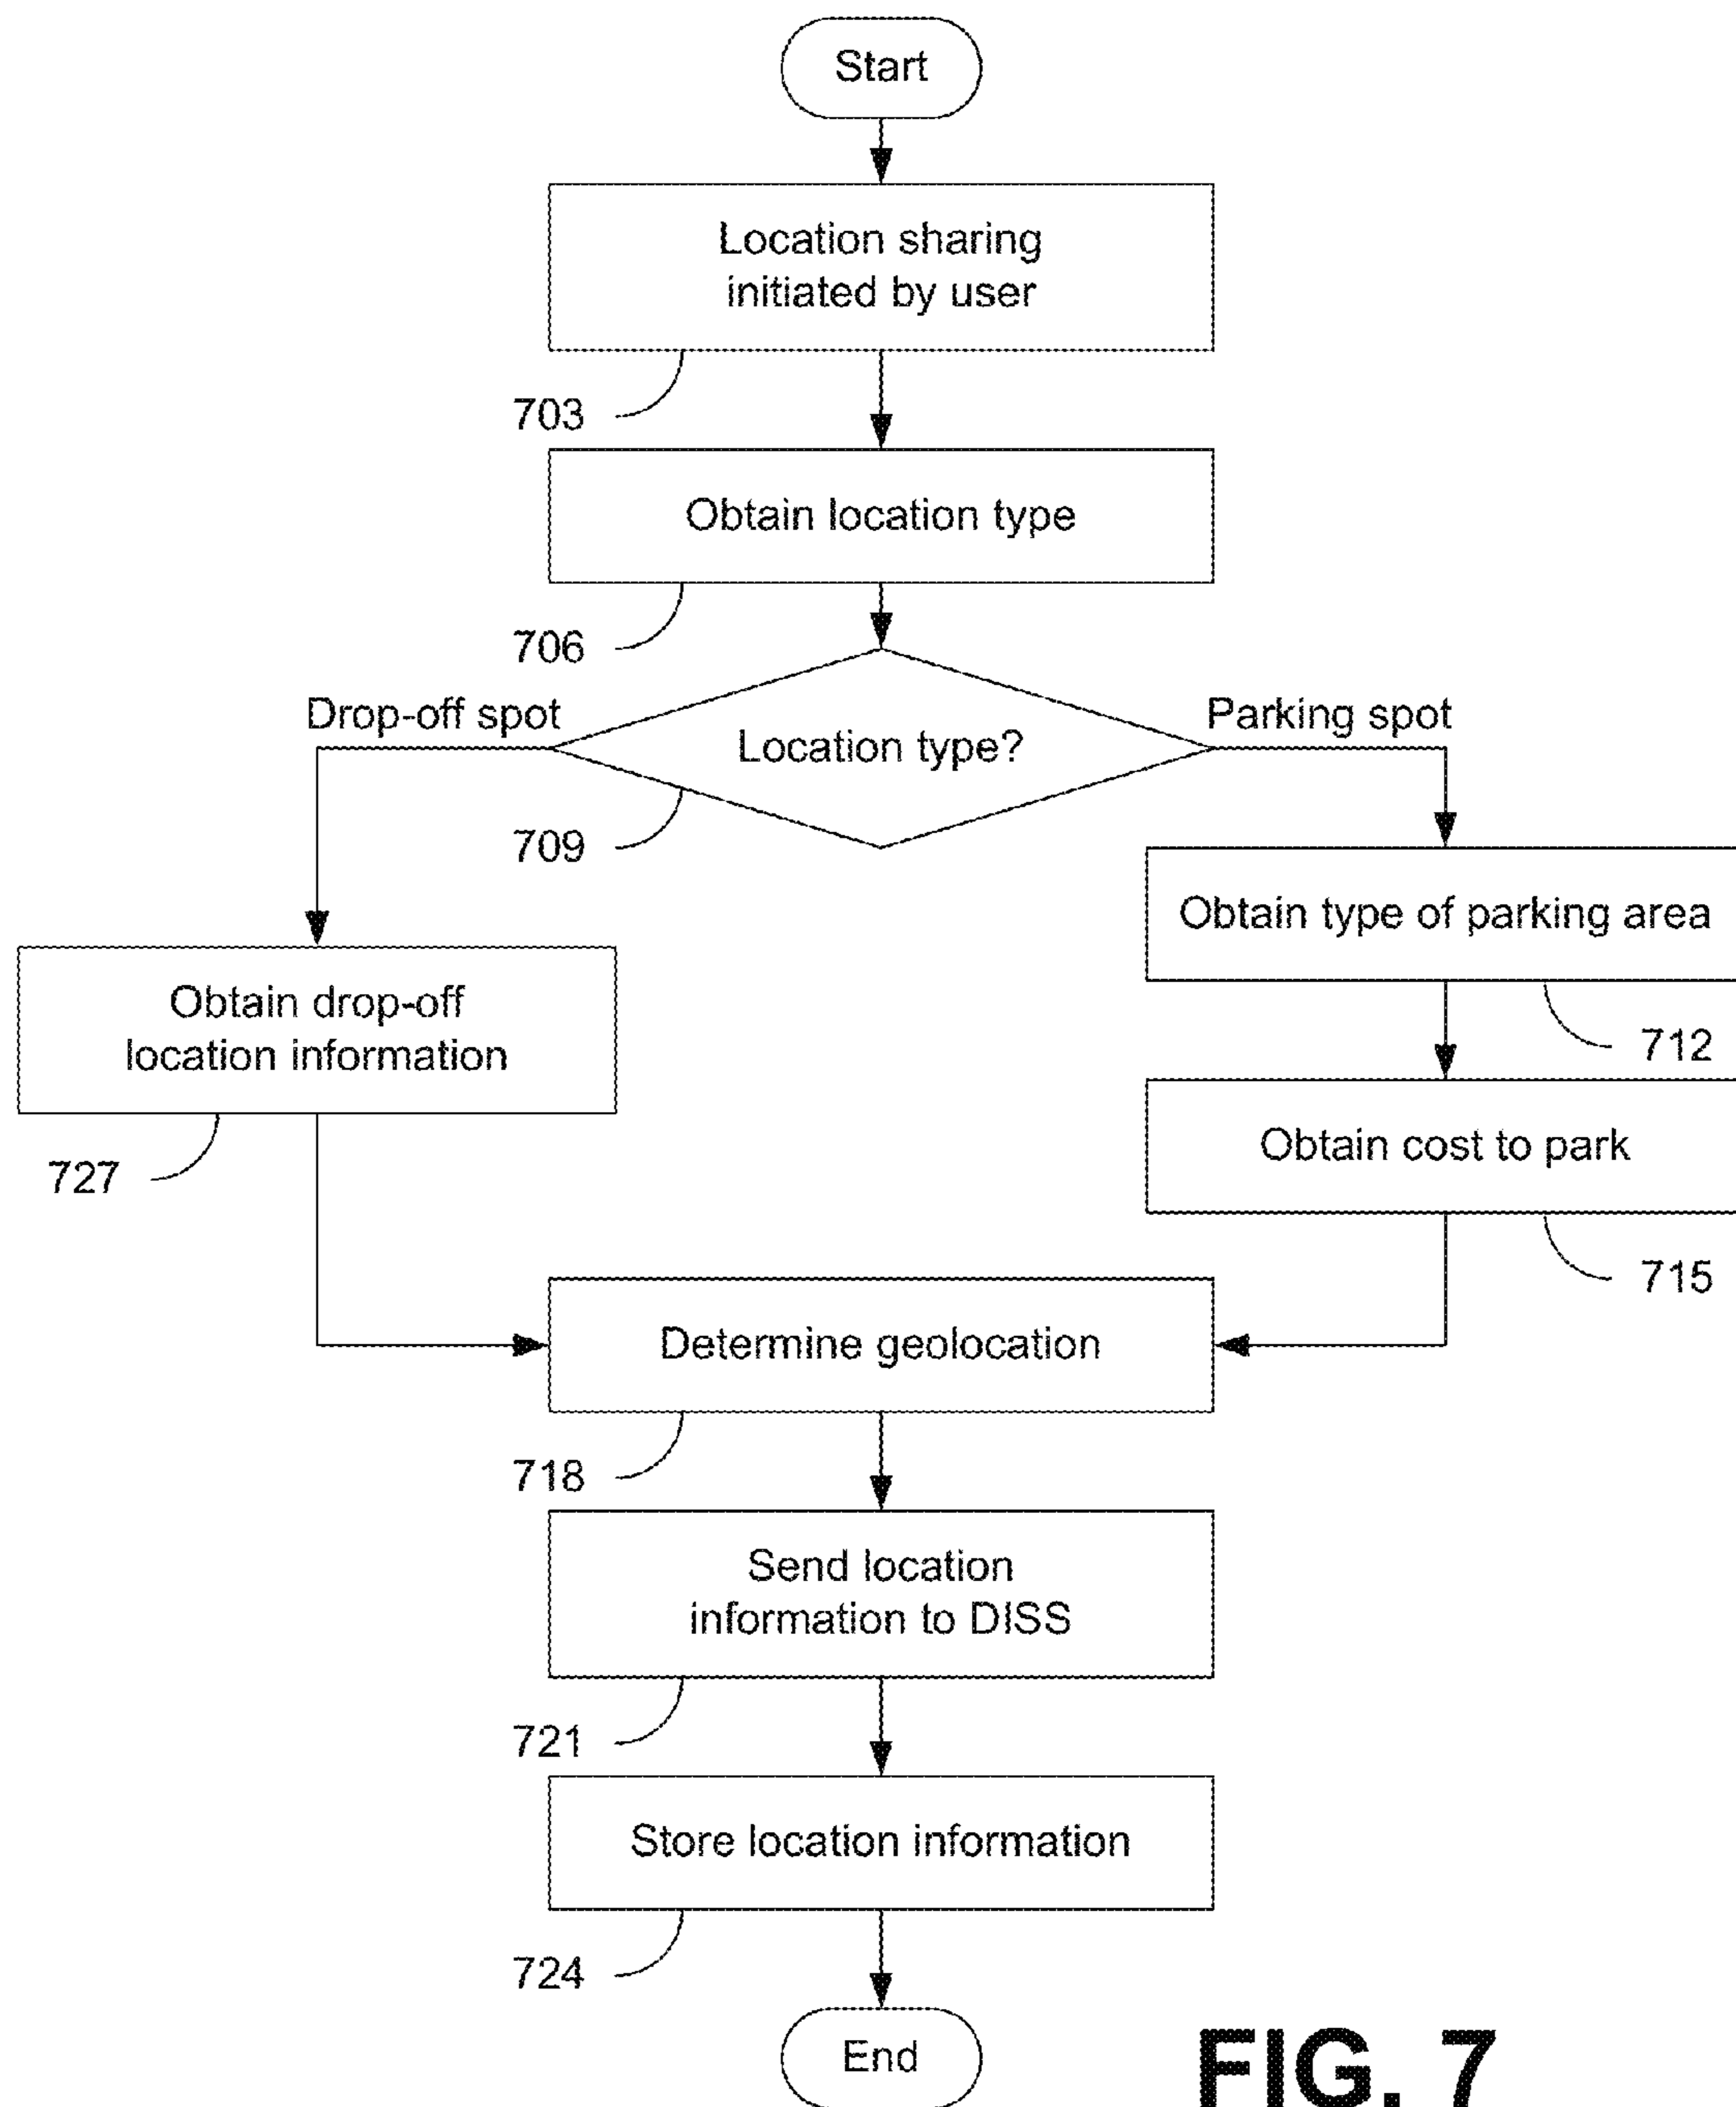 Start
Location sharing
initiated by user
703
Obtain location type
706
Drop-off spot
Location type?
Parking spot
709
Obtain type of parking area
712
Obtain drop-off
location information
727
Obtain cost to park
715
Determine geolocation
718
Send location
information to DISS
721
Store location information
724
End
FIG. 7